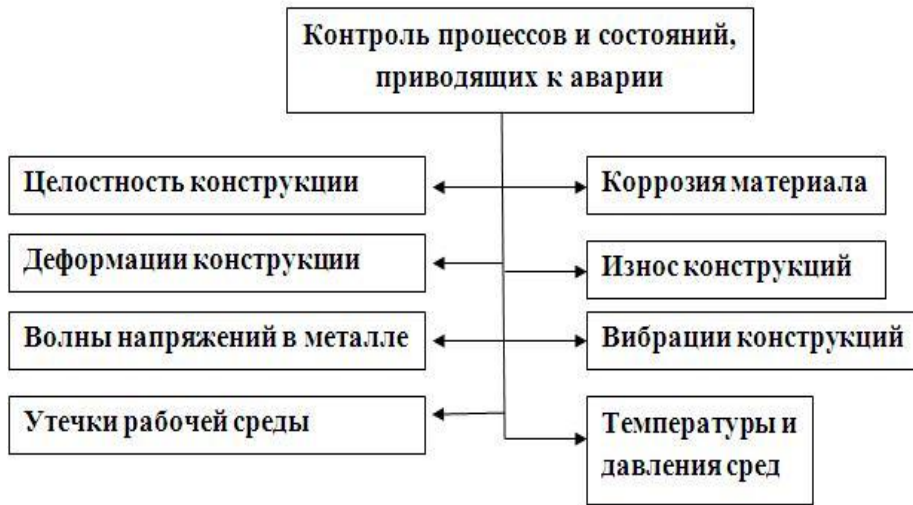 Контроль процессов и состояний,
приводящих к аварии
Целостность конструкции
Коррозия материала
Деформации конструкции
Износ конструкций
Волны напряжений в металле
Вибрации конструкций
Утечки рабочей среды
Температуры и
давления сред